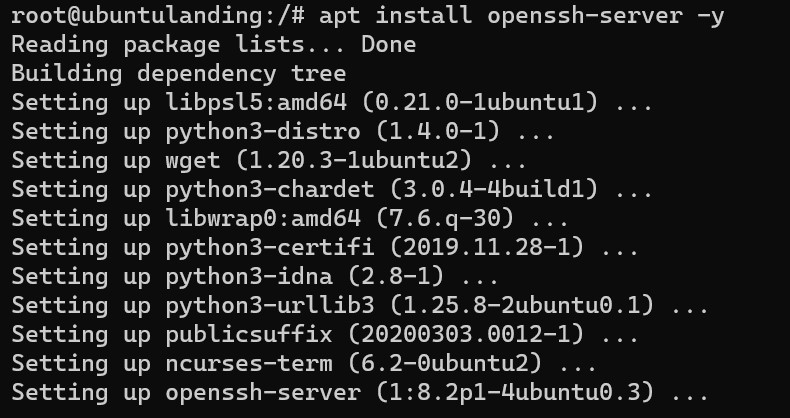 root@ubuntulanding:/# apt install openssh-server -y
Reading package lists... Done
Building dependency tree
Setting up libpsl5:amd64 (0.21.0-1ubuntu1) ...
Setting up python3-distro (1.4.0-1) ...
Setting up wget (1.20.3-1ubuntu2) ...
Setting up python3-chardet (3.0.4-4build1) ...
Setting up libwrap0:amd64 (7.6.q-30) ...
Setting up python3-certifi (2019.11.28-1) ...
Setting up python3-idna (2.8-1) ...
Setting up python3-urllib3 (1.25.8-2ubuntu0.1) ...
Setting up publicsuffix (20200303.0012-1) ...
Setting up ncurses-term (6.2-0ubuntu2) ...
Setting up openssh-server (1:8.2p1-4ubuntu0.3) ...